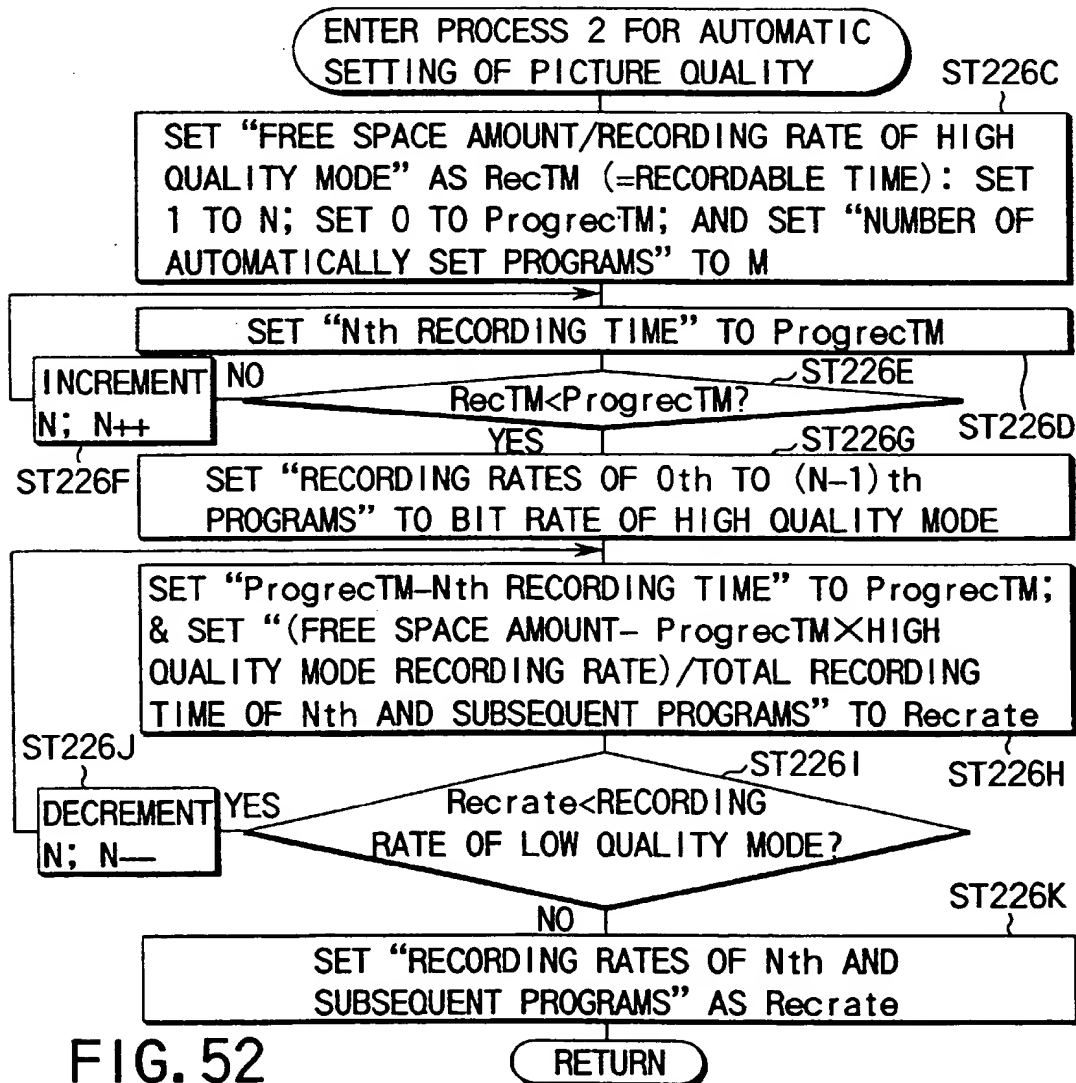 ENTER PROCESS 2 FOR AUTOMATIC
SETTING OF PICTURE QUALITY
ST226C
SET “FREE SPACE AMOUNT/RECORDING RATE OF HIGH
QUALITY MODE” AS RecTM (=RECORDABLE TIME): SET
1 TO N; SET 0 TO ProgrecTM; AND SET “NUMBER OF
AUTOMATICALLY SET PROGRAMS” TO M
SET “Nth RECORDING TIME” TO ProgrecTM
ST226D
RecTM<ProgrecTM?
ST226E
NO
INCREMENT
N; N++
ST226F
YES
ST226G
SET “RECORDING RATES OF 0th TO (N-1)th
PROGRAMS” TO BIT RATE OF HIGH QUALITY MODE
SET “ProgrecTM-Nth RECORDING TIME” TO ProgrecTM;
& SET “(FREE SPACE AMOUNT- ProgrecTM×HIGH
QUALITY MODE RECORDING RATE)/TOTAL RECORDING
TIME OF Nth AND SUBSEQUENT PROGRAMS” TO Recrate
ST226H
ST226I
Recrate<RECORDING
RATE OF LOW QUALITY MODE?
YES
ST226J
DECREMENT
N; N—
NO
ST226K
SET “RECORDING RATES OF Nth AND
SUBSEQUENT PROGRAMS” AS Recrate
RETURN
FIG. 52